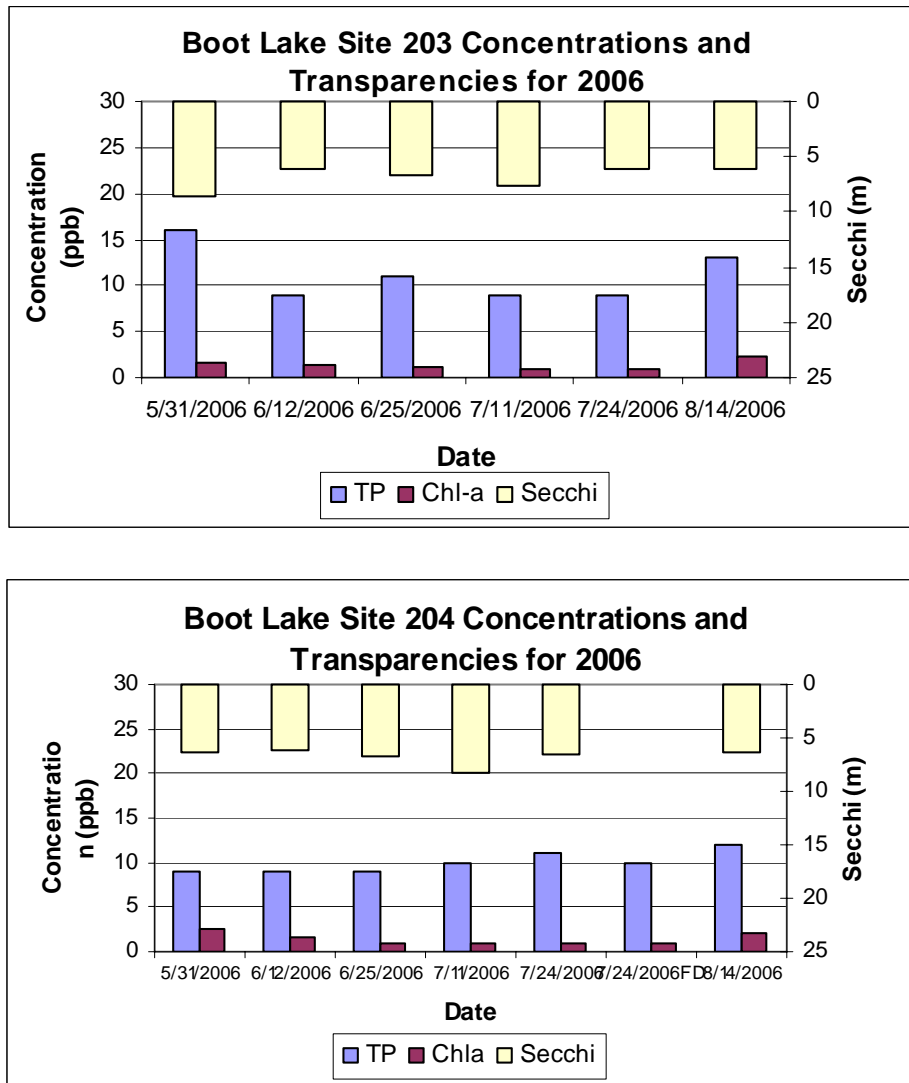 Boot Lake Site 203 Concentrations and
Transparencies for 2006
30
25
20
15
10
5
0
Concentration
(ppb)
0
5
10
15
20
25
Secchi (m)
5/31/2006 6/12/2006 6/25/2006 7/11/2006 7/24/2006 8/14/2006
Date
TP Chl-a Secchi
Boot Lake Site 204 Concentrations and
Transparencies for 2006
30
25
20
15
10
5
0
Concentratio
n (ppb)
0
5
10
15
20
25
Secchi (m)
5/31/2006 6/12/2006 6/25/2006 7/11/2006 7/24/2006 7/24/2006FD 8/14/2006
Date
TP Chla Secchi